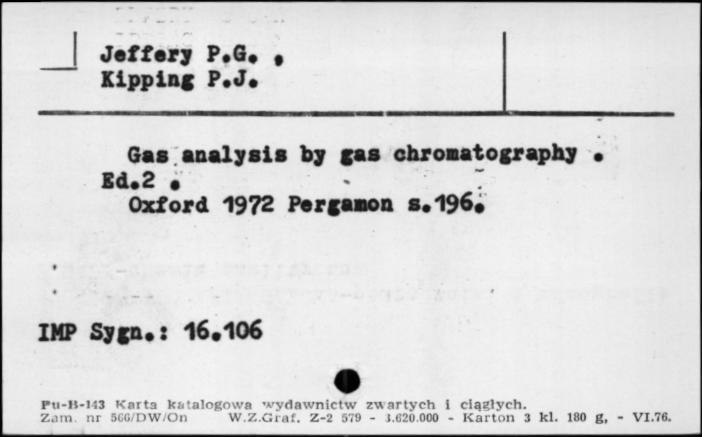 Jeffery P.G. ,
Kipping P.J.
Gas analysis by gas chromatography .
Ed.2 .
Oxford 1972 Pergamon s.196.
IMP Sygn.: 16.106
Pu-B-143 Karta katalogowa wydawnictw zwartych i ciągłych.
Zam. nr 566/DW/On W.Z.Graf. Z-2 579 - 3.620.000 - Karton 3 kl. 180 g, - VI.76.